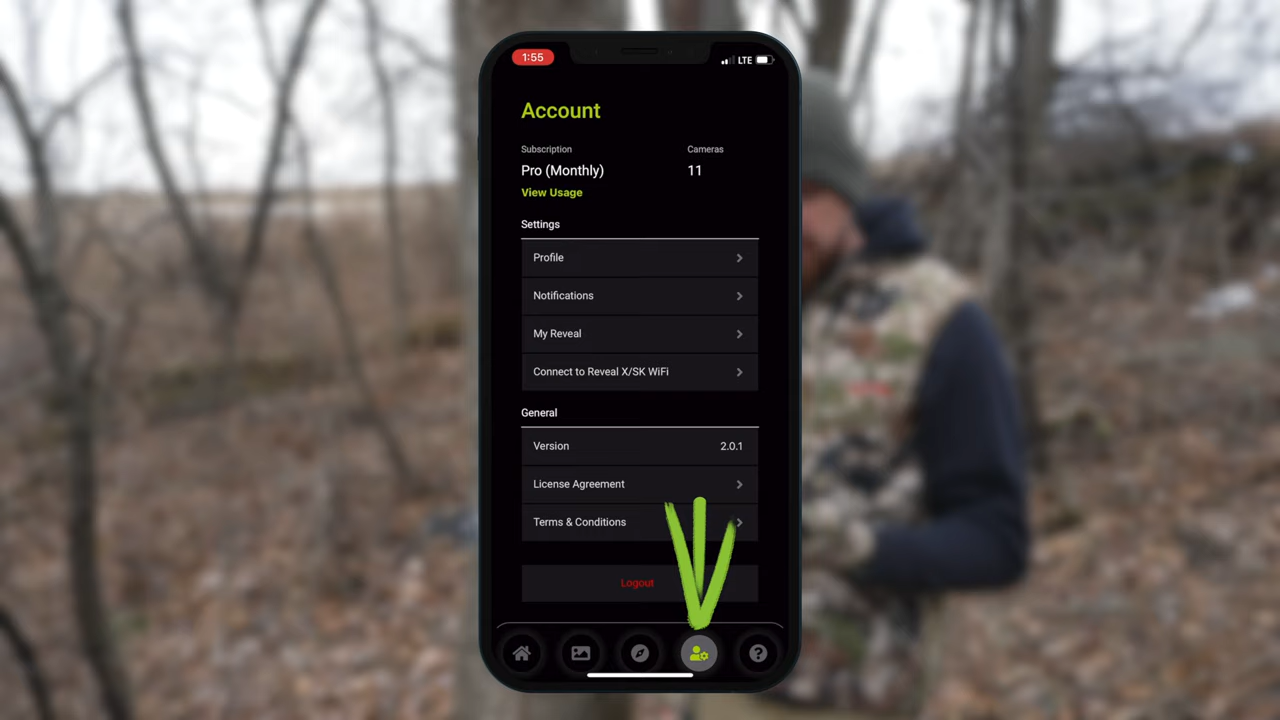 1:55
LTE
Account
Subscription
Cameras
Pro (Monthly)
11
View Usage
Settings
Profile
Notifications
My Reveal
Connect to Reveal X/SK WiFi
General
Version
2.0.1
License Agreement
Terms & Conditions
Logout
?